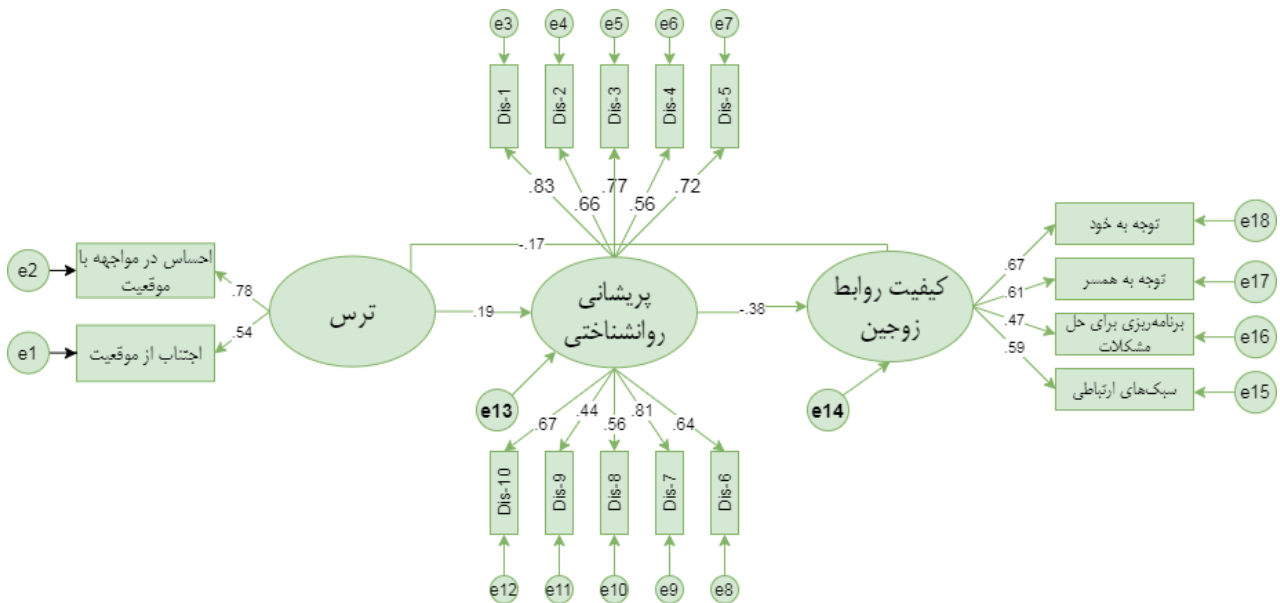 e3
e4
e5
e6
e7
Dis-1
Dis-2
Dis-3
Dis-4
Dis-5
.83
.66
.77
.56
.72
e2
احساس در مواجهه با
موقعیت
.78
e1
اجتناب از موقعیت
.54
ترس
-.17
.19
پریشانی
روانشناختی
-.38
کیفیت روابط
زوجین
e13
e14
.67
توجه به خود
e18
.61
توجه به همسر
e17
.47
برنامه‌ریزی برای حل
مشکلات
e16
.59
سبک‌های ارتباطی
e15
.67
.44
.56
.81
.64
Dis-10
Dis-9
Dis-8
Dis-7
Dis-6
e12
e11
e10
e9
e8